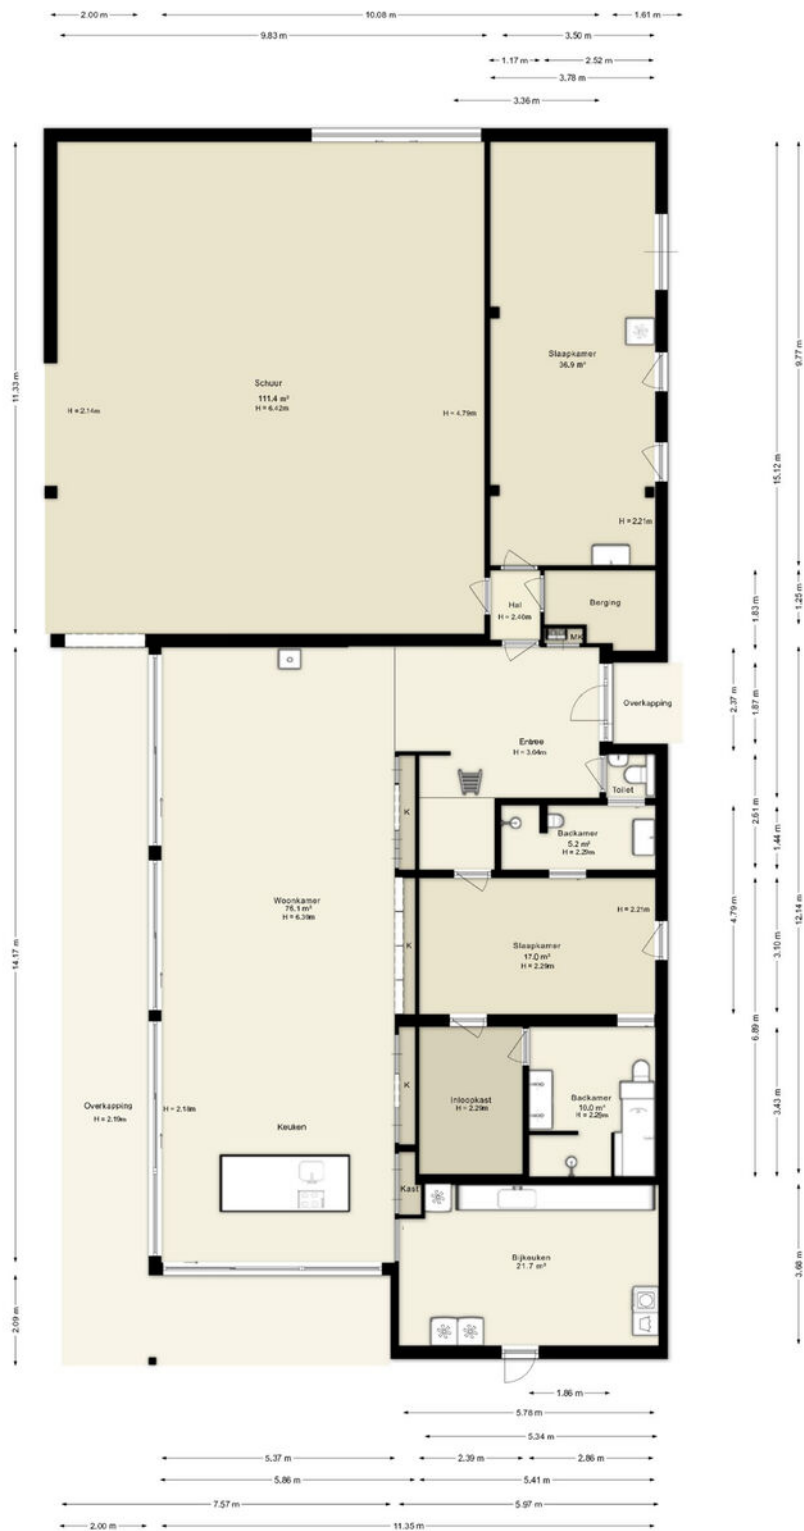 2.00 m
10.08 m
1.61 m
9.83 m
3.50 m
1.17 m
2.52 m
3.78 m
3.36 m
11.33 m
9.77 m
15.12 m
Schuur
111.4 m²
H = 6.42m
H = 2.14m
H = 4.79m
Slaapkamer
36.9 m²
H = 2.21m
Hal
H = 2.40m
Berging
MK
1.83 m
1.25 m
Overkapping
2.37 m
1.87 m
Entree
H = 3.64m
Toilet
K
Badkamer
5.2 m²
H = 2.29m
2.61 m
1.44 m
Woonkamer
76.1 m²
H = 6.39m
K
Slaapkamer
17.0 m²
H = 2.29m
H = 2.21m
4.79 m
3.10 m
12.14 m
14.17 m
6.89 m
K
Inloopkast
H = 2.29m
Badkamer
10.0 m²
H = 2.26m
3.43 m
Overkapping
H = 2.19m
H = 2.18m
Keuken
Kast
Bijkeuken
21.7 m²
3.68 m
2.09 m
1.86 m
5.78 m
5.34 m
5.37 m
2.39 m
2.86 m
5.86 m
5.41 m
7.57 m
5.97 m
2.00 m
11.35 m